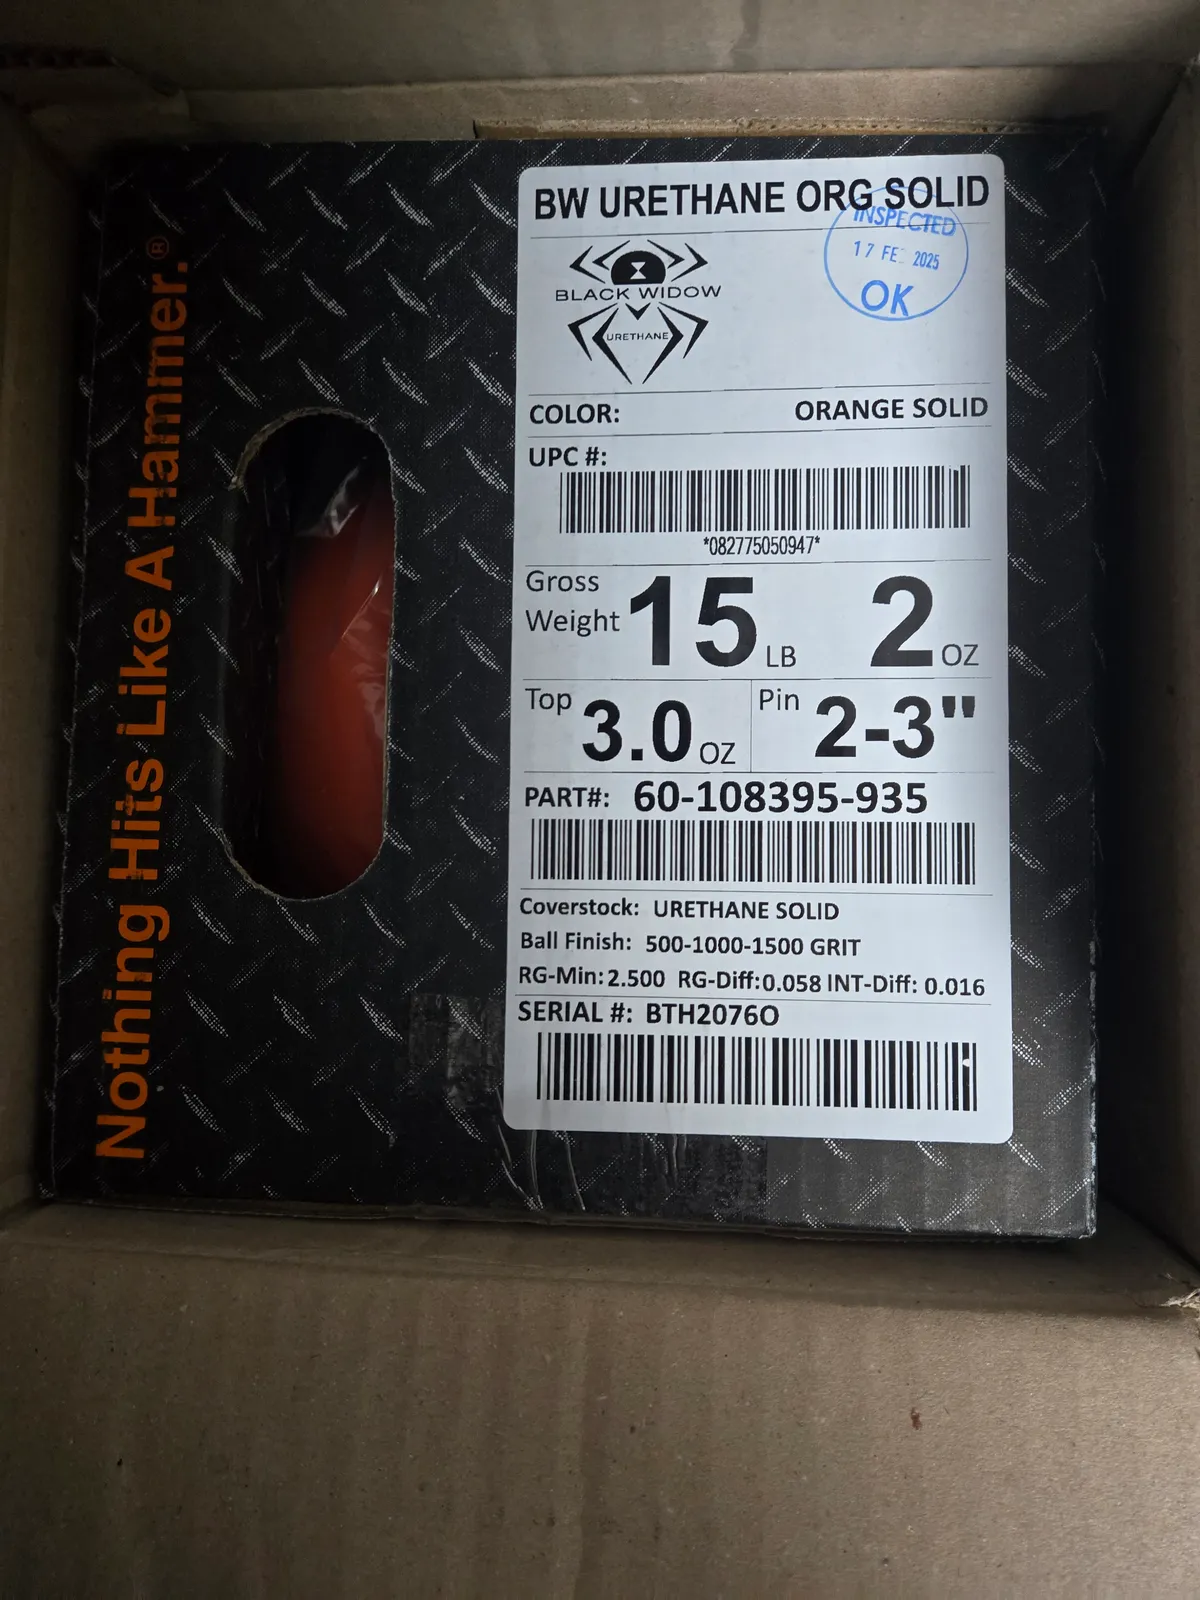 Nothing Hits Like A Hammer.®
BW URETHANE ORG SOLID
INSPECTED
17 FE 2025
OK
BLACK WIDOW
URETHANE
COLOR: ORANGE SOLID
UPC #:
*082775050947*
Gross Weight 15 LB 2 OZ
Top 3.0 OZ Pin 2-3"
PART#: 60-108395-935
Coverstock: URETHANE SOLID
Ball Finish: 500-1000-1500 GRIT
RG-Min: 2.500 RG-Diff: 0.058 INT-Diff: 0.016
SERIAL #: BTH2076O